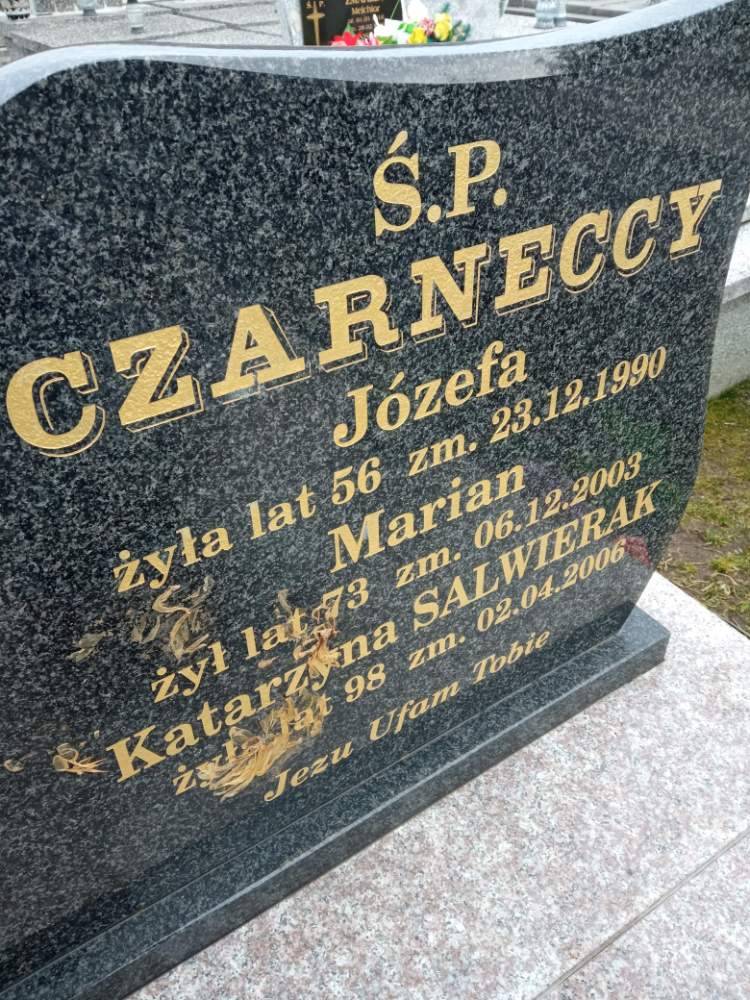 Ś.P.
CZARNECCY
Józefa
żyła lat 56 zm. 23.12.1990
Marian
żył lat 73 zm. 06.12.2003
Katarzyna SALWIERAK
żyła lat 98 zm. 02.04.2006
Jezu Ufam Tobie
Ś. P.
Melchior